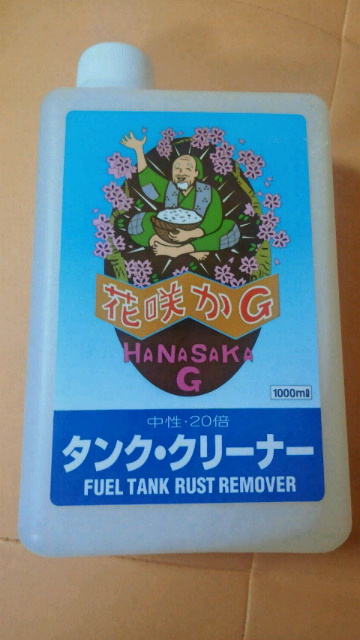 花咲かG
HANASAKA
G
1000ml
中性・20倍
タンク・クリーナー
FUEL TANK RUST REMOVER